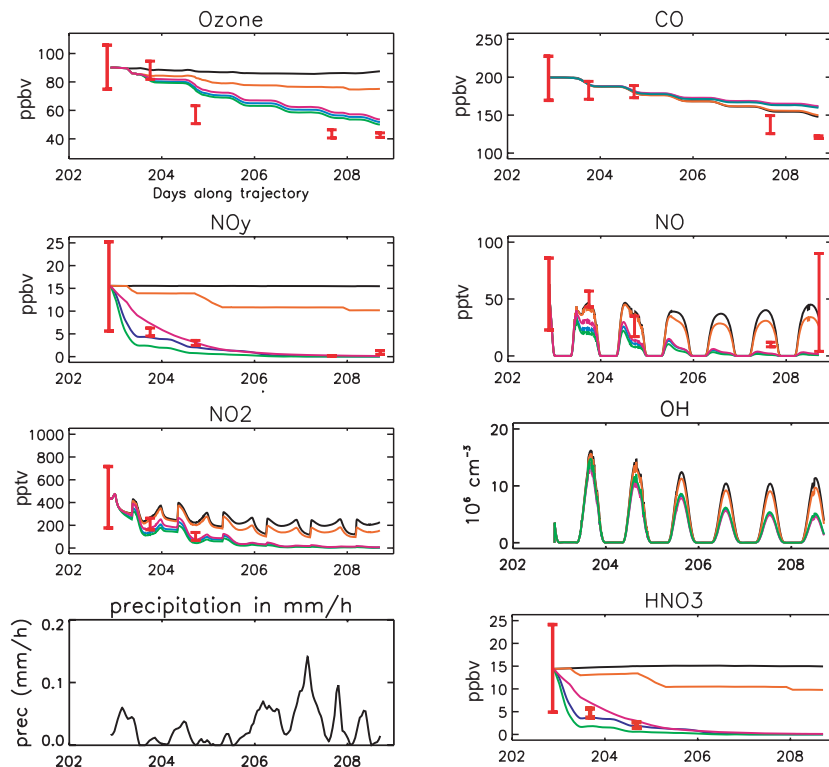 Ozone
ppbv
100
80
60
40
202 204 206 208
Days along trajectory
CO
ppbv
250
200
150
100
202 204 206 208
NOy
ppbv
25
20
15
10
5
0
202 204 206 208
NO
pptv
100
50
0
202 204 206 208
NO2
pptv
1000
800
600
400
200
0
202 204 206 208
OH
10⁶ cm⁻³
20
10
0
202 204 206 208
precipitation in mm/h
prec (mm/h)
0.2
0.1
0.0
202 204 206 208
HNO3
ppbv
25
20
15
10
5
0
202 204 206 208